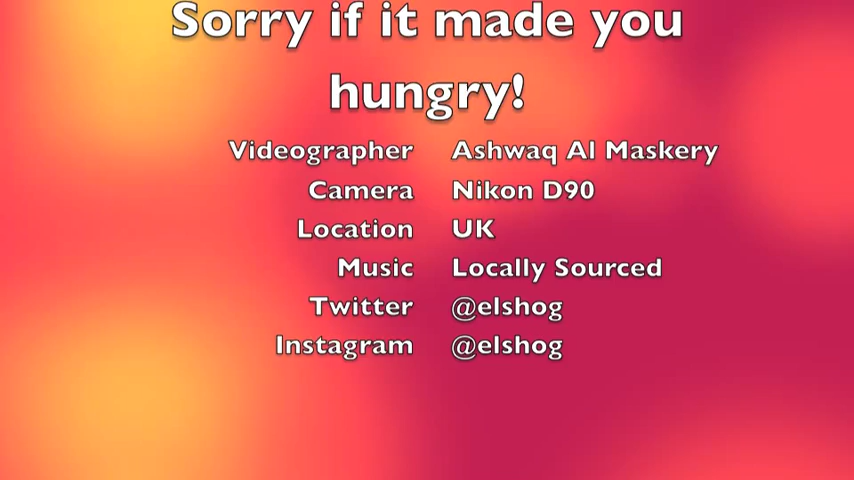 Sorry if it made you
hungry!
Videographer Ashwaq Al Maskery
Camera Nikon D90
Location UK
Music Locally Sourced
Twitter @elshog
Instagram @elshog